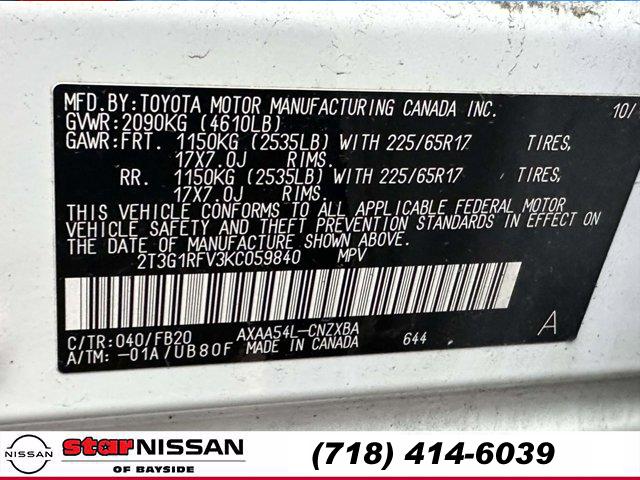 MFD.BY:TOYOTA MOTOR MANUFACTURING CANADA INC. 10/
GVWR:2090KG (4610LB)
GAWR:FRT. 1150KG (2535LB) WITH 225/65R17 TIRES,
17X7.0J RIMS.
RR. 1150KG (2535LB) WITH 225/65R17 TIRES,
17X7.0J RIMS.
THIS VEHICLE CONFORMS TO ALL APPLICABLE FEDERAL MOTOR
VEHICLE SAFETY AND THEFT PREVENTION STANDARDS IN EFFECT ON
THE DATE OF MANUFACTURE SHOWN ABOVE.
2T3G1RFV3KC059840 MPV
C/TR:040/FB20 AXAA54L-CNZXBA A
A/TM:-01A/UB80F MADE IN CANADA 644
NISSAN star NISSAN (718) 414-6039
OF BAYSIDE